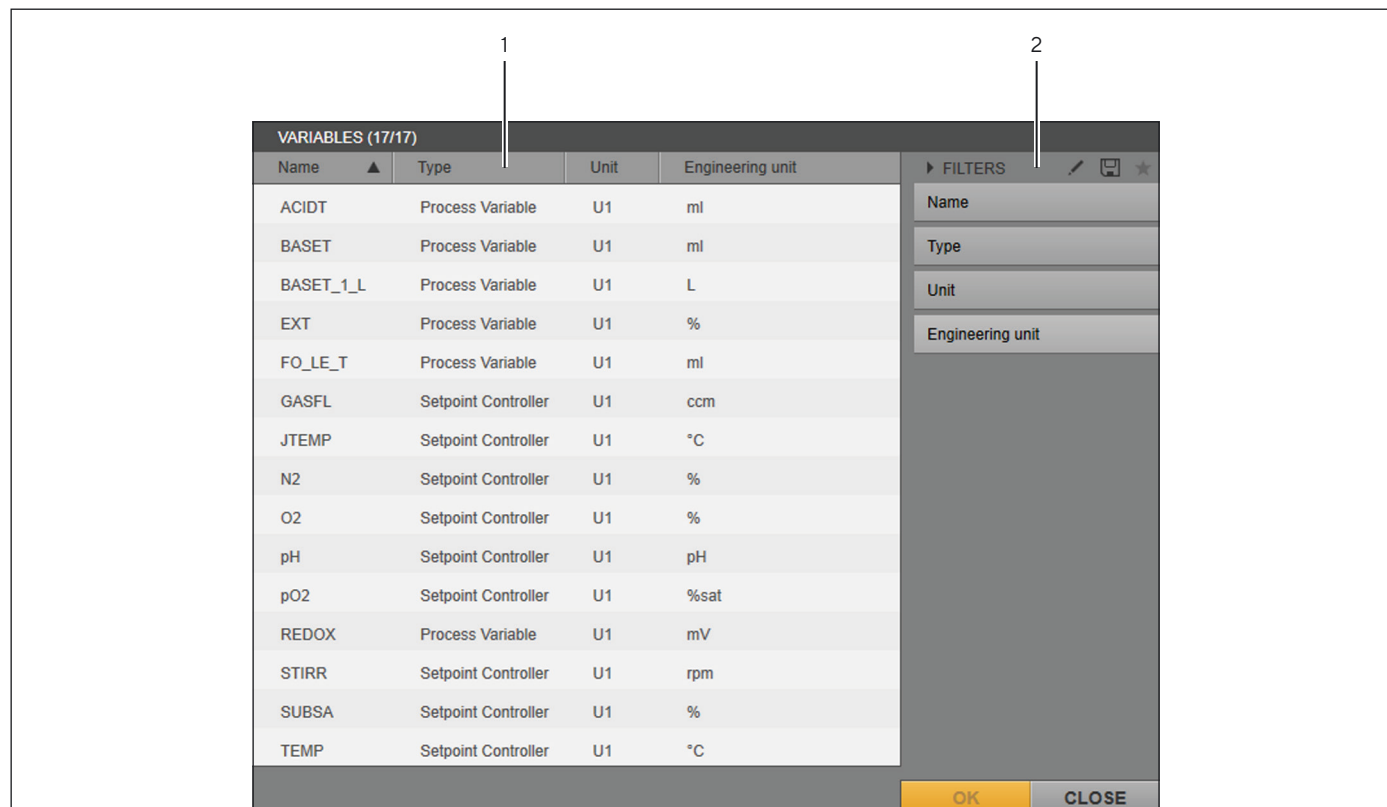 1 2
VARIABLES (17/17)
Name Type Unit Engineering unit FILTERS
ACIDT Process Variable U1 ml Name
BASET Process Variable U1 ml Type
BASET_1_L Process Variable U1 L Unit
EXT Process Variable U1 % Engineering unit
FO_LE_T Process Variable U1 ml
GASFL Setpoint Controller U1 ccm
JTEMP Setpoint Controller U1 °C
N2 Setpoint Controller U1 %
O2 Setpoint Controller U1 %
pH Setpoint Controller U1 pH
pO2 Setpoint Controller U1 %sat
REDOX Process Variable U1 mV
STIRR Setpoint Controller U1 rpm
SUBSA Setpoint Controller U1 %
TEMP Setpoint Controller U1 °C
OK CLOSE